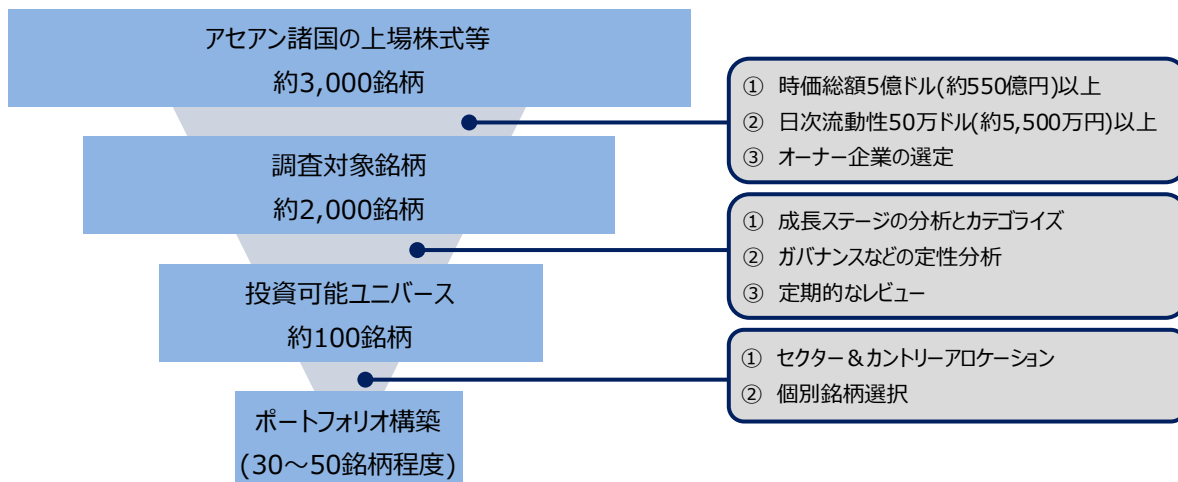 アセアン諸国の上場株式等
約3,000銘柄
① 時価総額5億ドル(約550億円)以上
② 日次流動性50万ドル(約5,500万円)以上
③ オーナー企業の選定
調査対象銘柄
約2,000銘柄
① 成長ステージの分析とカテゴライズ
② ガバナンスなどの定性分析
③ 定期的なレビュー
投資可能ユニバース
約100銘柄
① セクター＆カントリーアロケーション
② 個別銘柄選択
ポートフォリオ構築
(30～50銘柄程度)